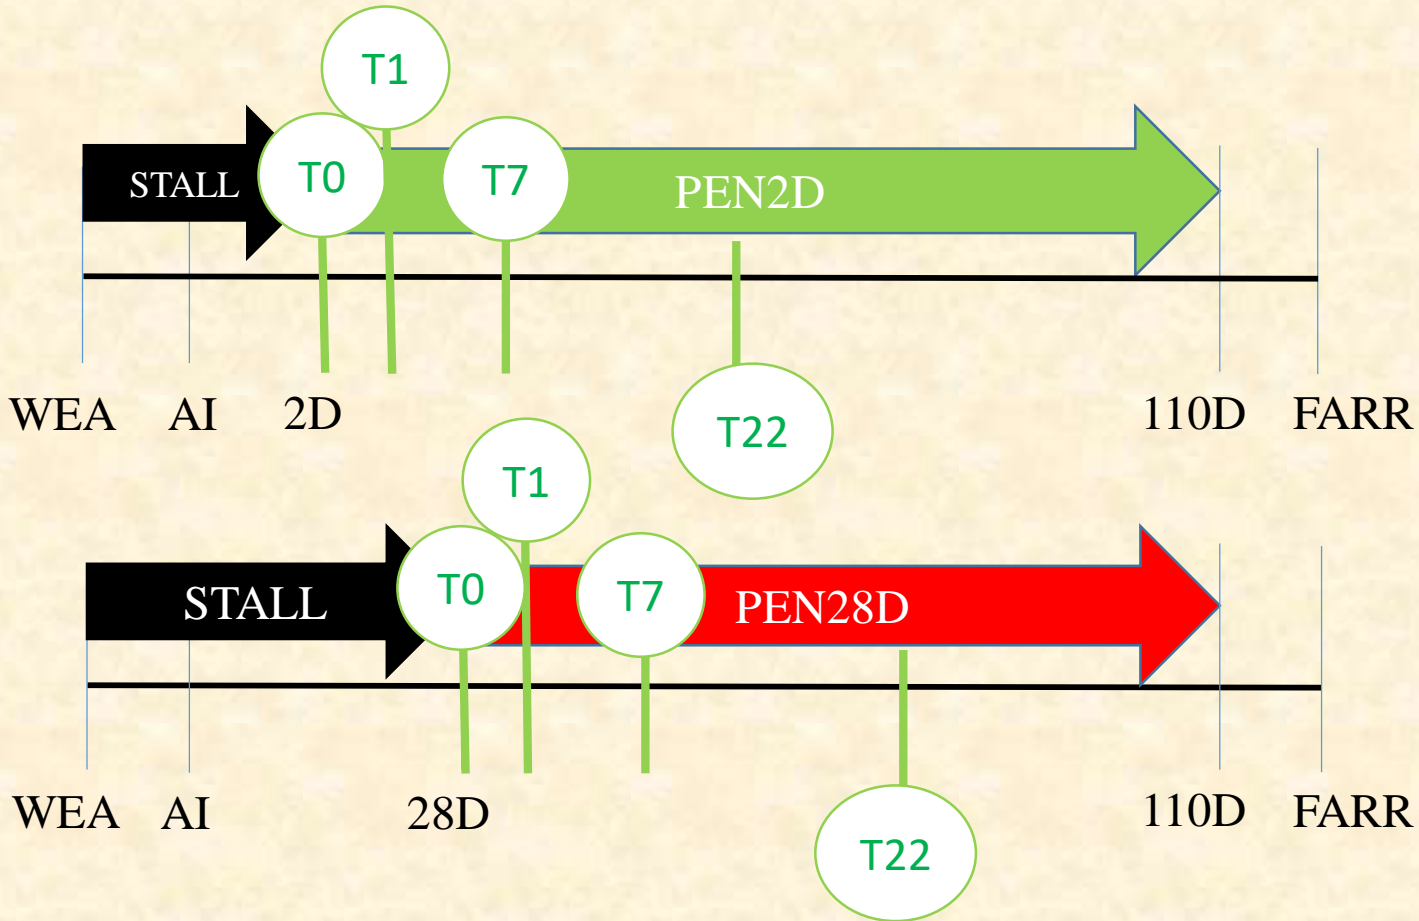 T1
STALL
T0
T7
PEN2D
WEA
AI
2D
T22
110D
FARR
T1
STALL
T0
T7
PEN28D
WEA
AI
28D
T22
110D
FARR